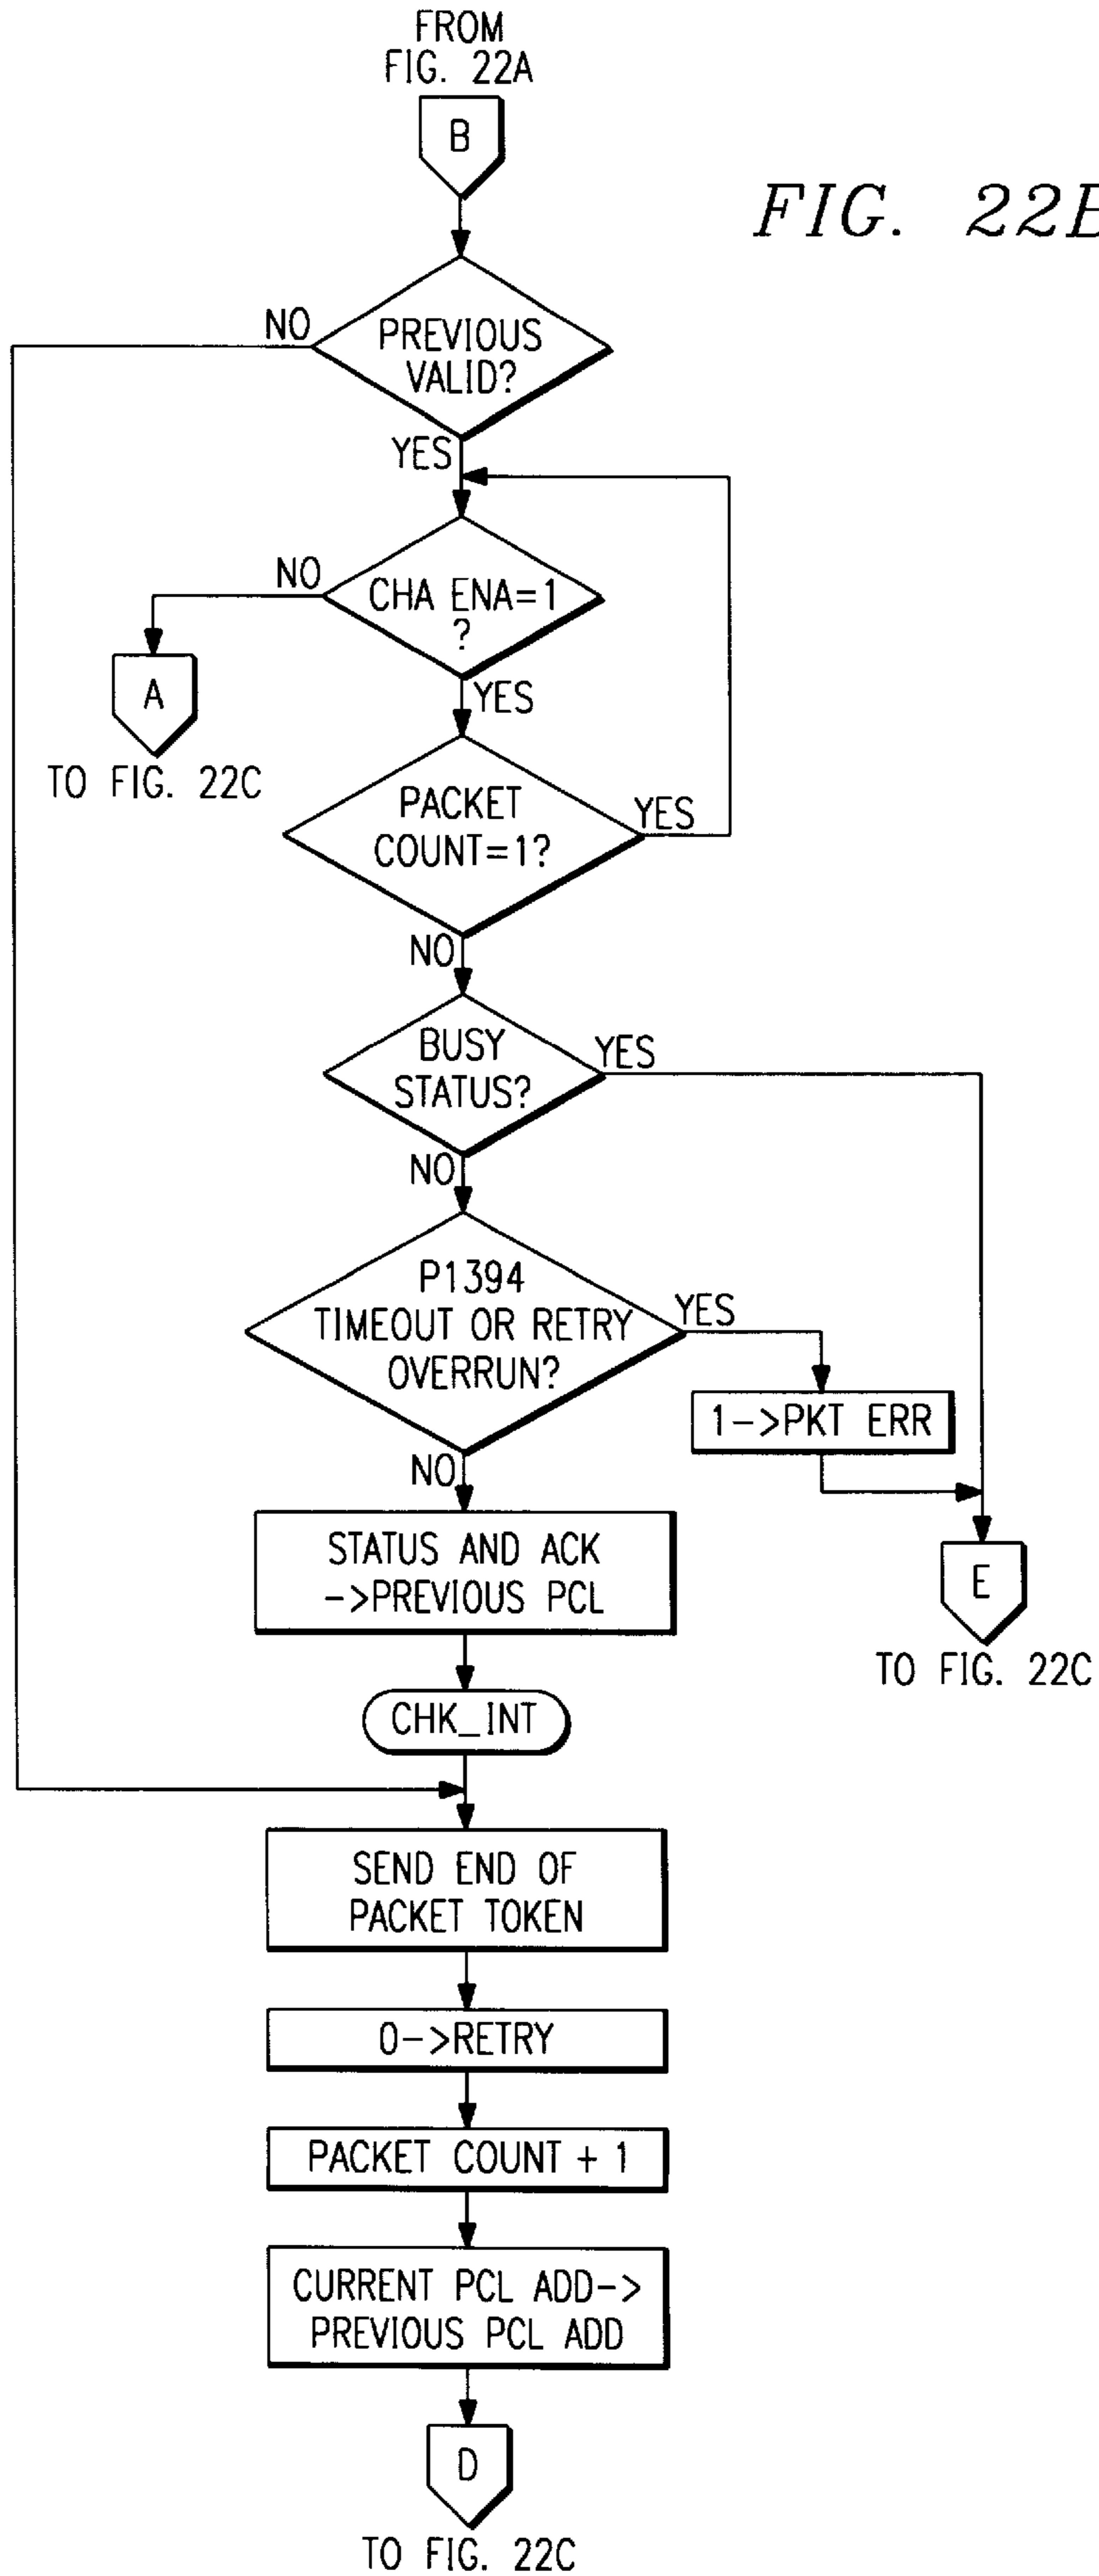 FROM
FIG. 22A
B
FIG. 22B
NO
PREVIOUS
VALID?
YES
NO
CHA ENA=1
?
A
YES
TO FIG. 22C
PACKET
COUNT=1?
YES
NO
BUSY
STATUS?
YES
NO
P1394
TIMEOUT OR RETRY
OVERRUN?
YES
1->PKT ERR
NO
STATUS AND ACK
->PREVIOUS PCL
E
TO FIG. 22C
CHK_INT
SEND END OF
PACKET TOKEN
0->RETRY
PACKET COUNT + 1
CURRENT PCL ADD->
PREVIOUS PCL ADD
D
TO FIG. 22C